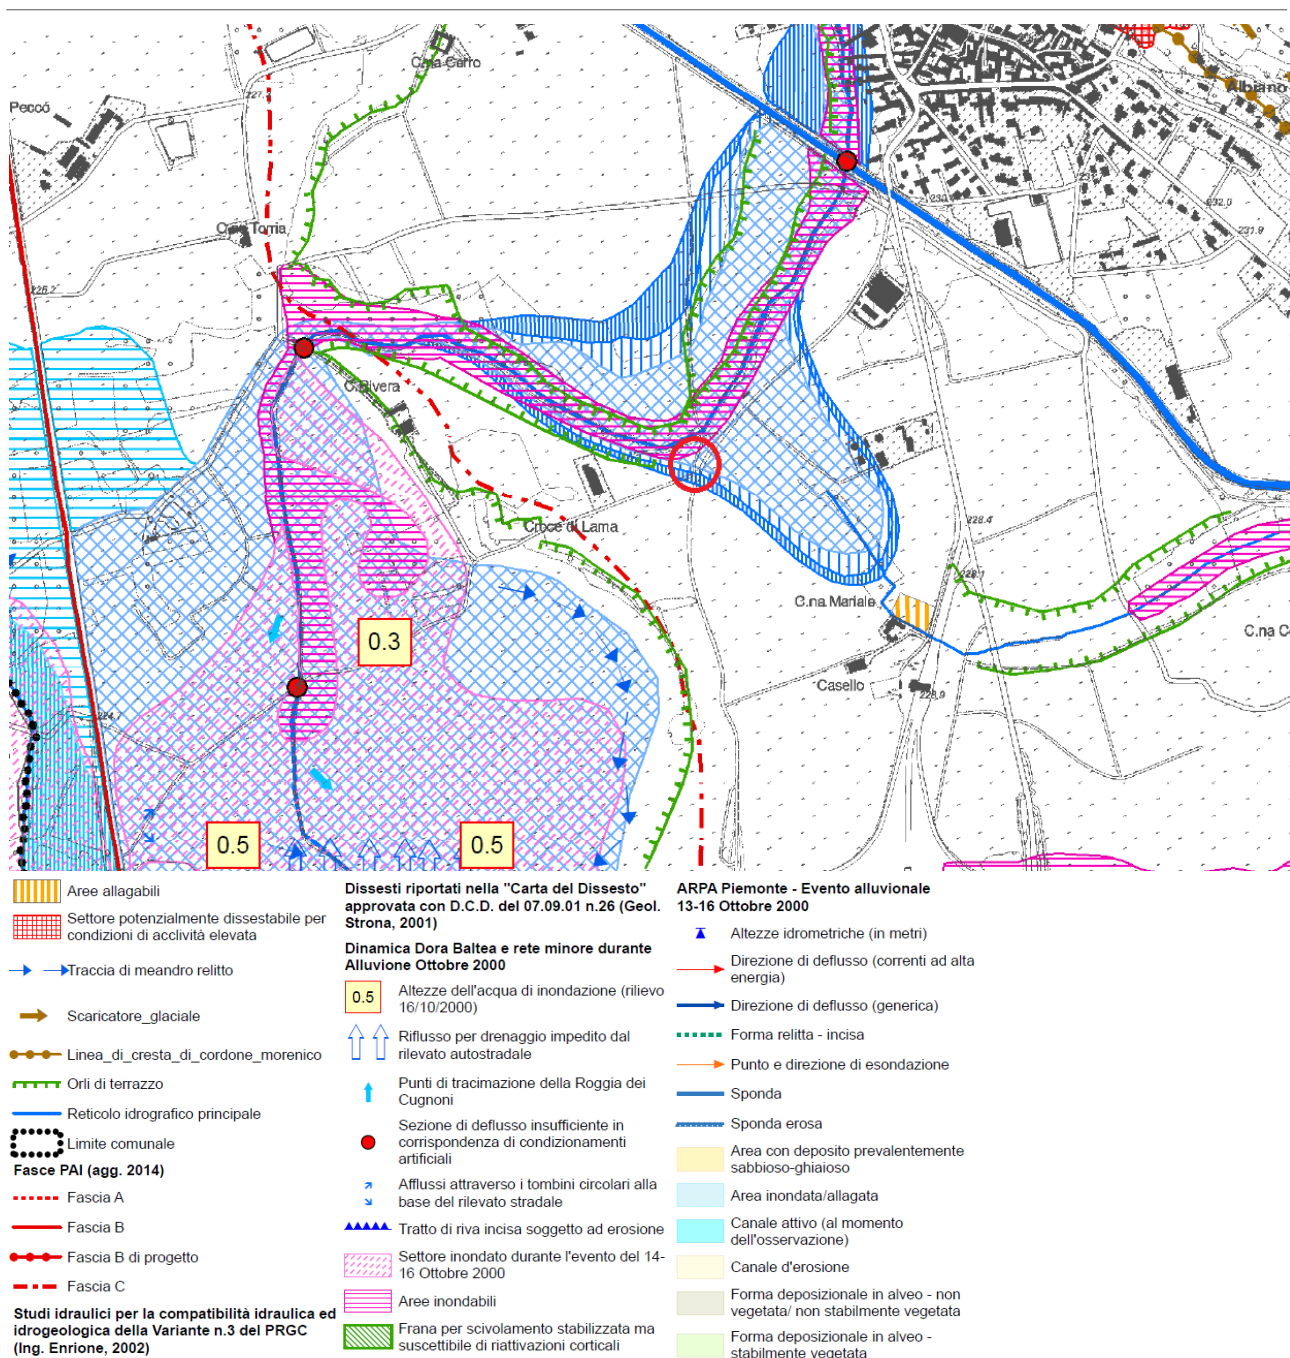 C.na Cerro
Peccó
227.2
Albiano
C.na Torria
230.
232.0
231.9
226.2
C.Rivera
Croce di Lama
228.4
228.1
C.na Mariale
0.3
C.na C
Casello
228.9
224.7
0.5
0.5
Aree allagabili
Settore potenzialmente dissestabile per
condizioni di acclività elevata
Traccia di meandro relitto
Scaricatore_glaciale
Linea_di_cresta_di_cordone_morenico
Orli di terrazzo
Reticolo idrografico principale
Limite comunale
Fasce PAI (agg. 2014)
Fascia A
Fascia B
Fascia B di progetto
Fascia C
Studi idraulici per la compatibilità idraulica ed
idrogeologica della Variante n.3 del PRGC
(Ing. Enrione, 2002)
Dissesti riportati nella "Carta del Dissesto"
approvata con D.C.D. del 07.09.01 n.26 (Geol.
Strona, 2001)
Dinamica Dora Baltea e rete minore durante
Alluvione Ottobre 2000
0.5
Altezze dell'acqua di inondazione (rilievo
16/10/2000)
Riflusso per drenaggio impedito dal
rilevato autostradale
Punti di tracimazione della Roggia dei
Cugnoni
Sezione di deflusso insufficiente in
corrispondenza di condizionamenti
artificiali
Afflussi attraverso i tombini circolari alla
base del rilevato stradale
Tratto di riva incisa soggetto ad erosione
Settore inondato durante l'evento del 14-
16 Ottobre 2000
Aree inondabili
Frana per scivolamento stabilizzata ma
suscettibile di riattivazioni corticali
ARPA Piemonte - Evento alluvionale
13-16 Ottobre 2000
Altezze idrometriche (in metri)
Direzione di deflusso (correnti ad alta
energia)
Direzione di deflusso (generica)
Forma relitta - incisa
Punto e direzione di esondazione
Sponda
Sponda erosa
Area con deposito prevalentemente
sabbioso-ghiaioso
Area inondata/allagata
Canale attivo (al momento
dell'osservazione)
Canale d'erosione
Forma deposizionale in alveo - non
vegetata/ non stabilmente vegetata
Forma deposizionale in alveo -
stabilmente vegetata